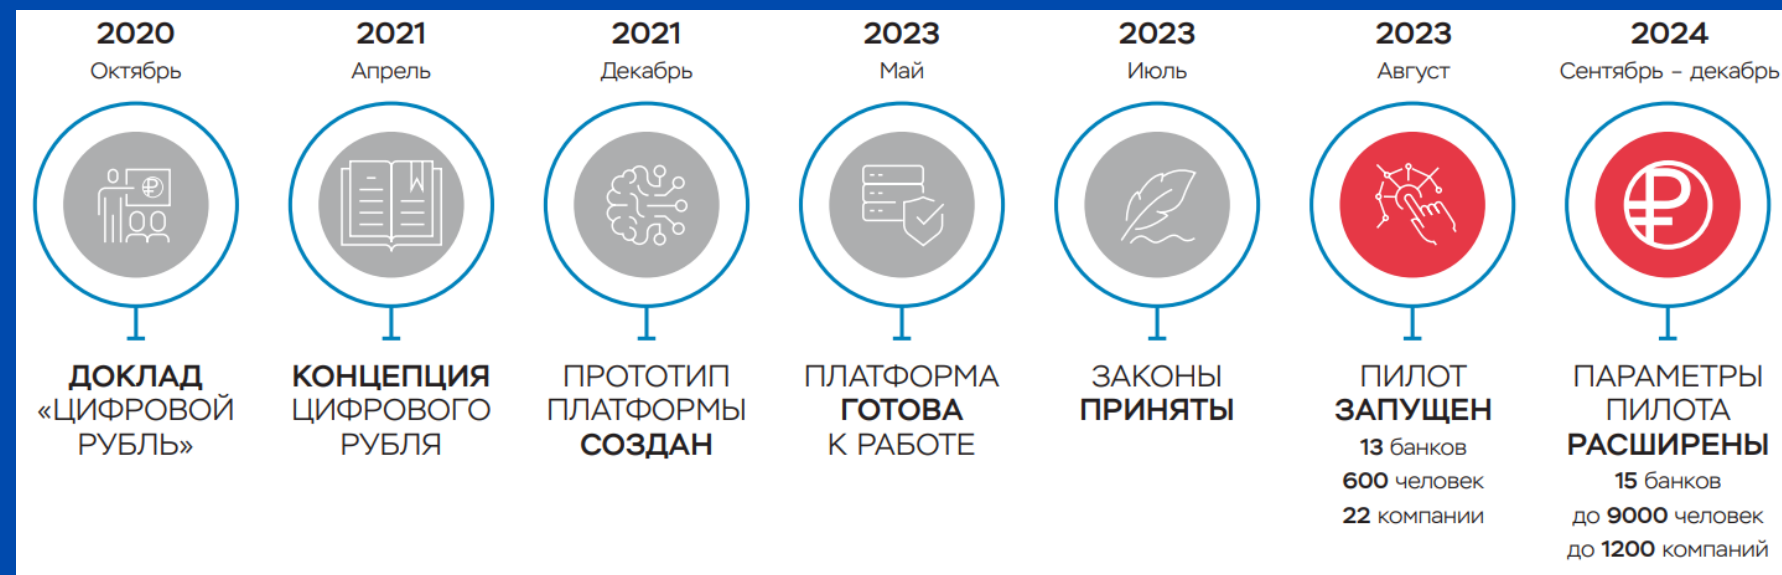 2020
Октябрь
ДОКЛАД
«ЦИФРОВОЙ
РУБЛЬ»
2021
Апрель
КОНЦЕПЦИЯ
ЦИФРОВОГО
РУБЛЯ
2021
Декабрь
ПРОТОТИП
ПЛАТФОРМЫ
СОЗДАН
2023
Май
ПЛАТФОРМА
ГОТОВА
К РАБОТЕ
2023
Июль
ЗАКОНЫ
ПРИНЯТЫ
2023
Август
ПИЛОТ
ЗАПУЩЕН
13 банков
600 человек
22 компании
2024
Сентябрь – декабрь
ПАРАМЕТРЫ
ПИЛОТА
РАСШИРЕНЫ
15 банков
до 9000 человек
до 1200 компаний